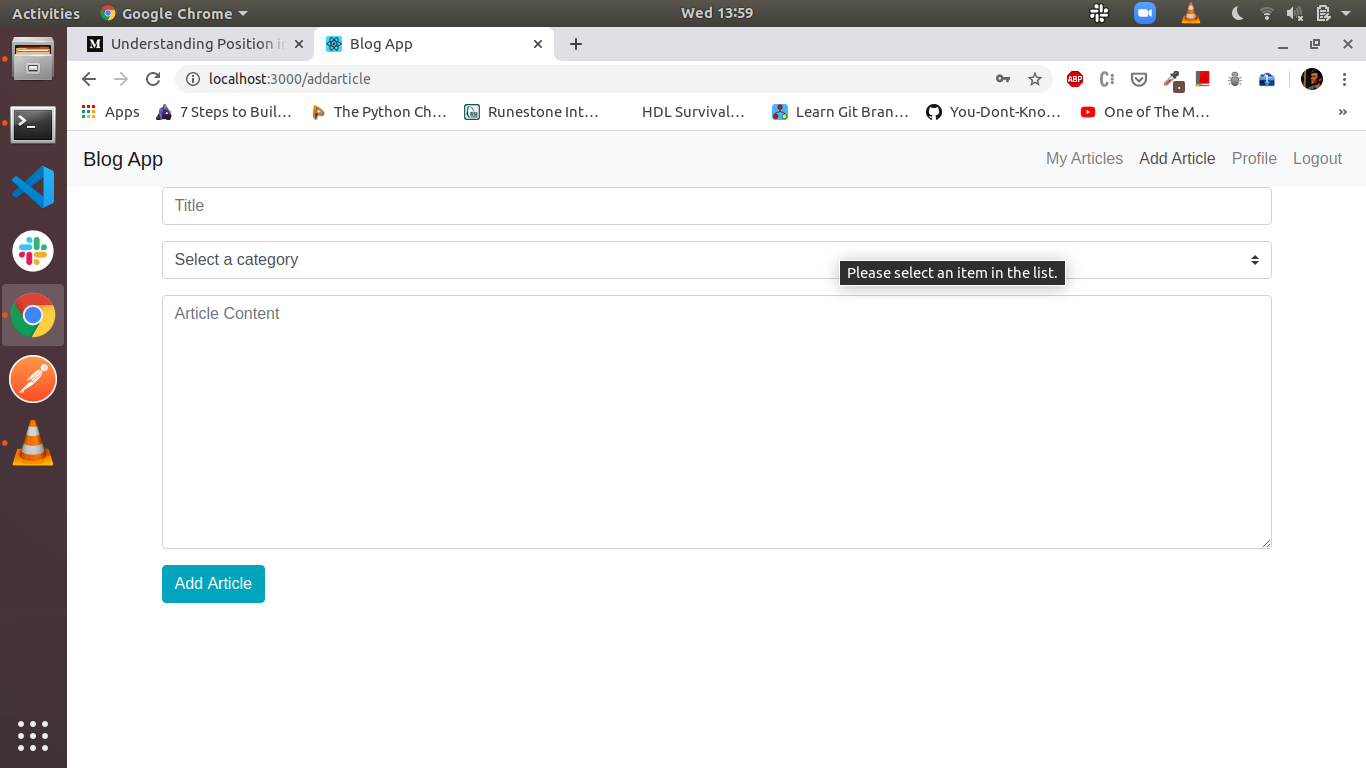 Activities Google Chrome Wed 13:59
Understanding Position in Blog App
localhost:3000/addarticle ABP
Apps 7 Steps to Buil… The Python Ch… Runestone Int… HDL Survival… Learn Git Bran… You-Dont-Kno… One of The M… »
Blog App My Articles Add Article Profile Logout
Title
Select a category
Please select an item in the list.
Article Content
Add Article